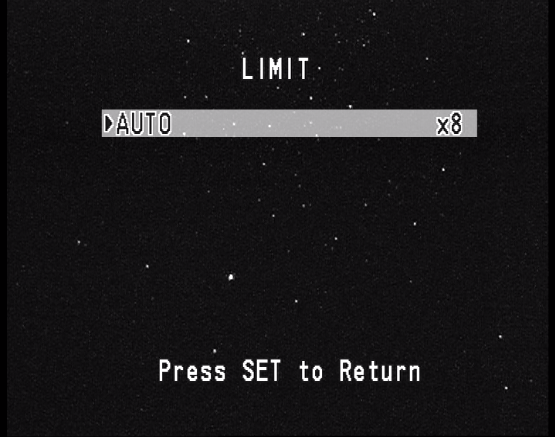 LIMIT
AUTO x8
Press SET to Return